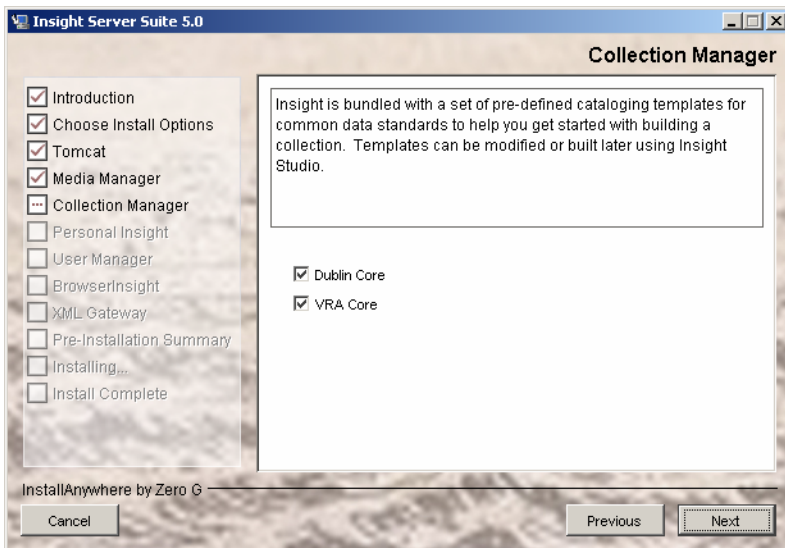 Insight Server Suite 5.0
Collection Manager
Introduction
Choose Install Options
Tomcat
Media Manager
Collection Manager
Personal Insight
User Manager
BrowserInsight
XML Gateway
Pre-Installation Summary
Installing...
Install Complete
Insight is bundled with a set of pre-defined cataloging templates for
common data standards to help you get started with building a
collection. Templates can be modified or built later using Insight
Studio.
Dublin Core
VRA Core
InstallAnywhere by Zero G
Cancel
Previous
Next